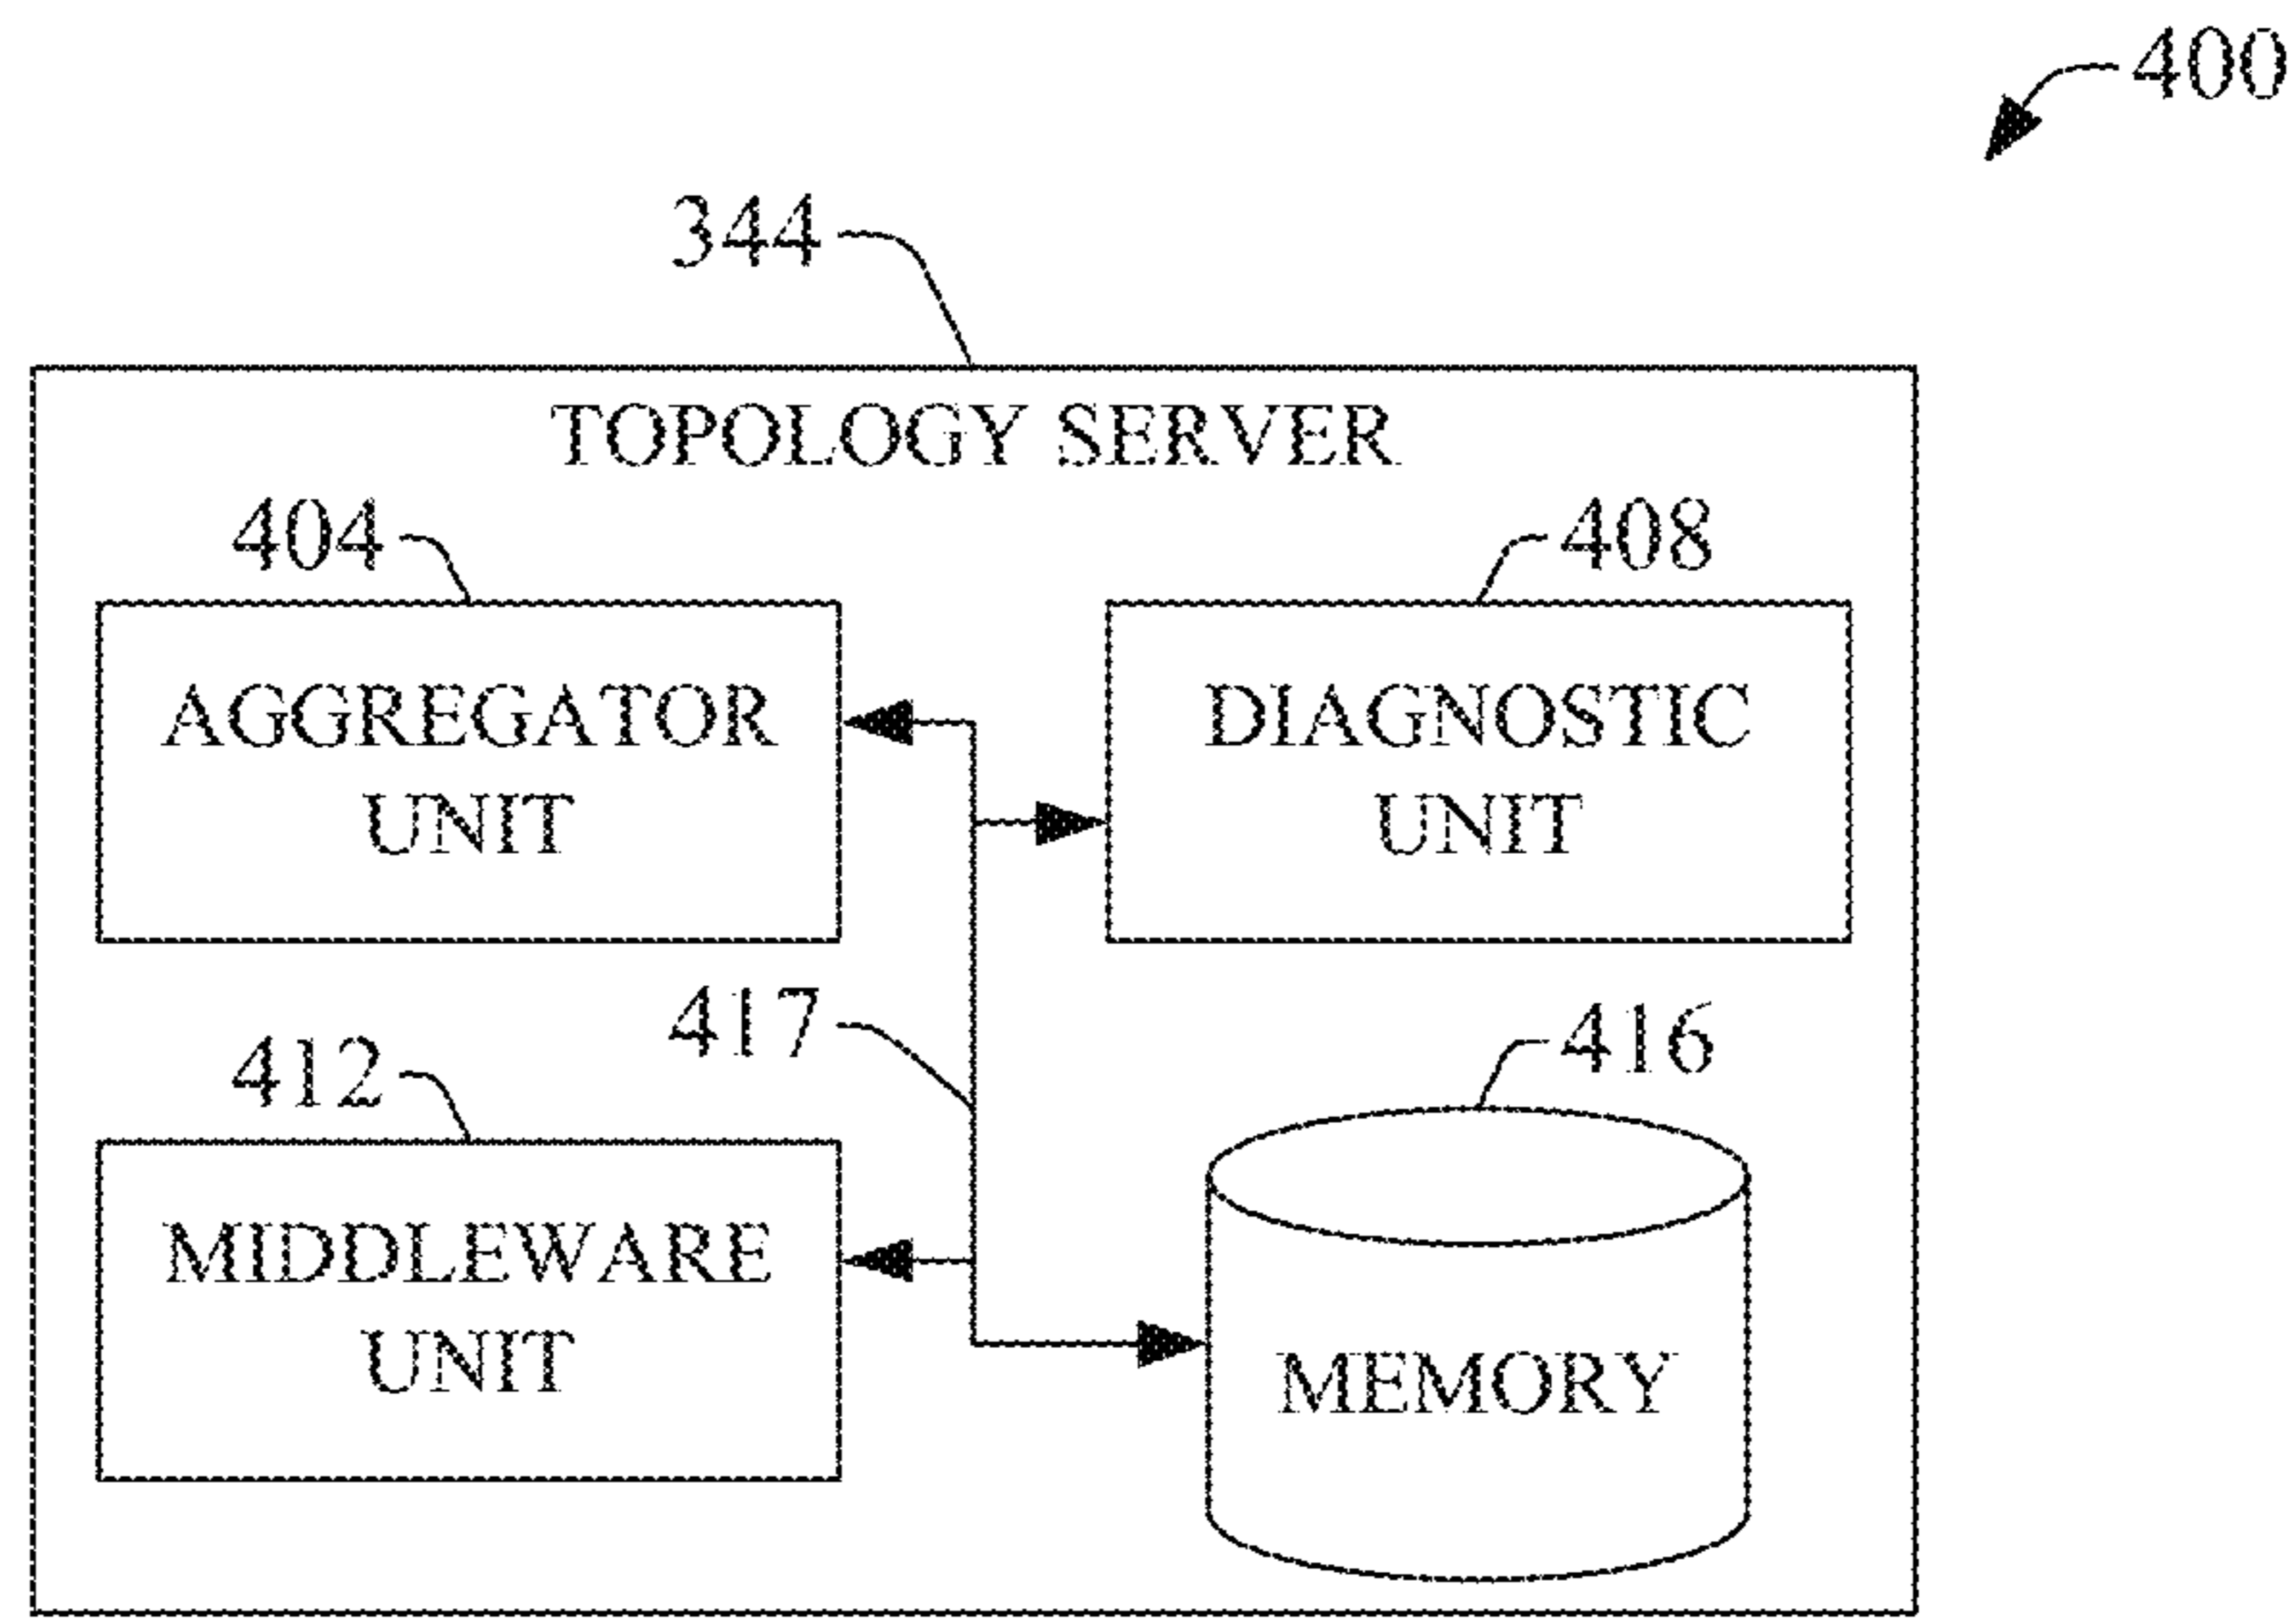 400
344
TOPOLOGY SERVER
404
408
AGGREGATOR
UNIT
DIAGNOSTIC
UNIT
417
416
412
MIDDLEWARE
UNIT
MEMORY